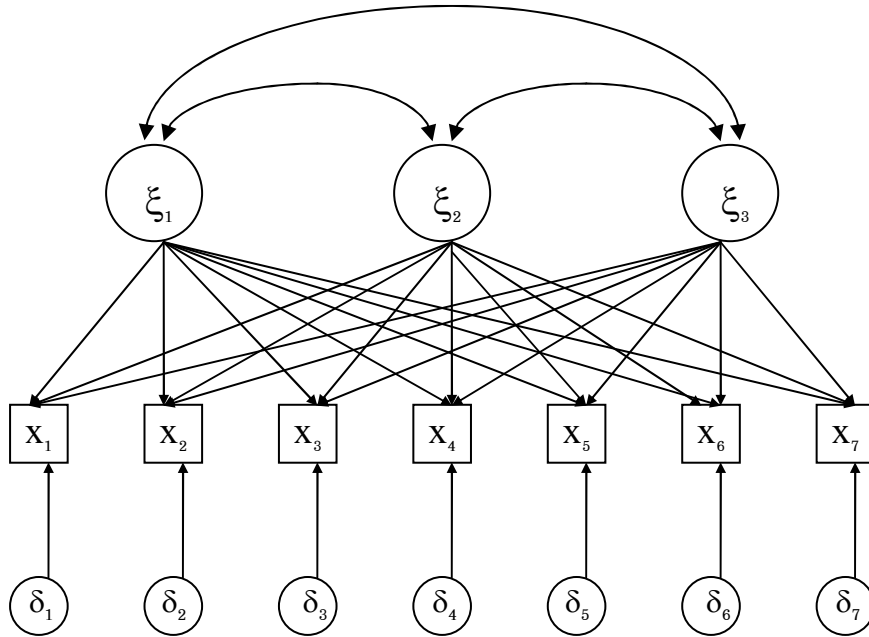 ξ₁ ξ₂ ξ₃
X₁ X₂ X₃ X₄ X₅ X₆ X₇
δ₁ δ₂ δ₃ δ₄ δ₅ δ₆ δ₇